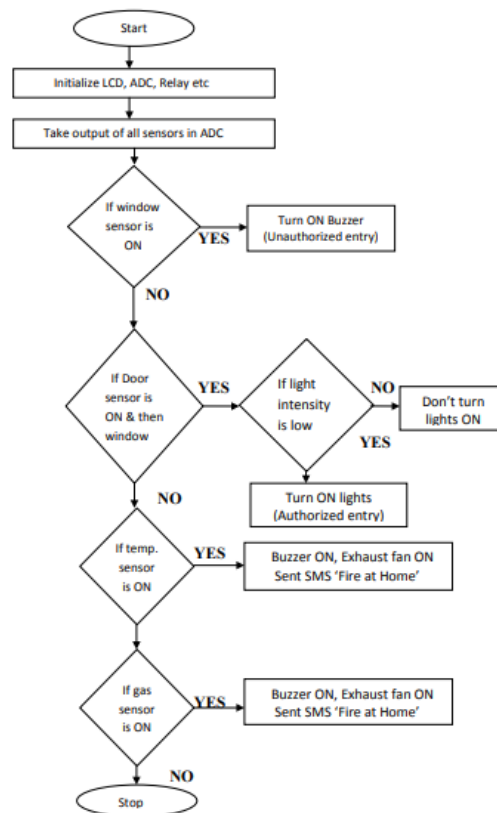 Start
Initialize LCD, ADC, Relay etc
Take output of all sensors in ADC
If window
sensor is
ON
YES
Turn ON Buzzer
(Unauthorized entry)
NO
If Door
sensor is
ON & then
window
YES
If light
intensity
is low
NO
Don't turn
lights ON
YES
Turn ON lights
(Authorized entry)
NO
If temp.
sensor
is ON
YES
Buzzer ON, Exhaust fan ON
Sent SMS 'Fire at Home'
If gas
sensor
is ON
YES
Buzzer ON, Exhaust fan ON
Sent SMS 'Fire at Home'
NO
Stop